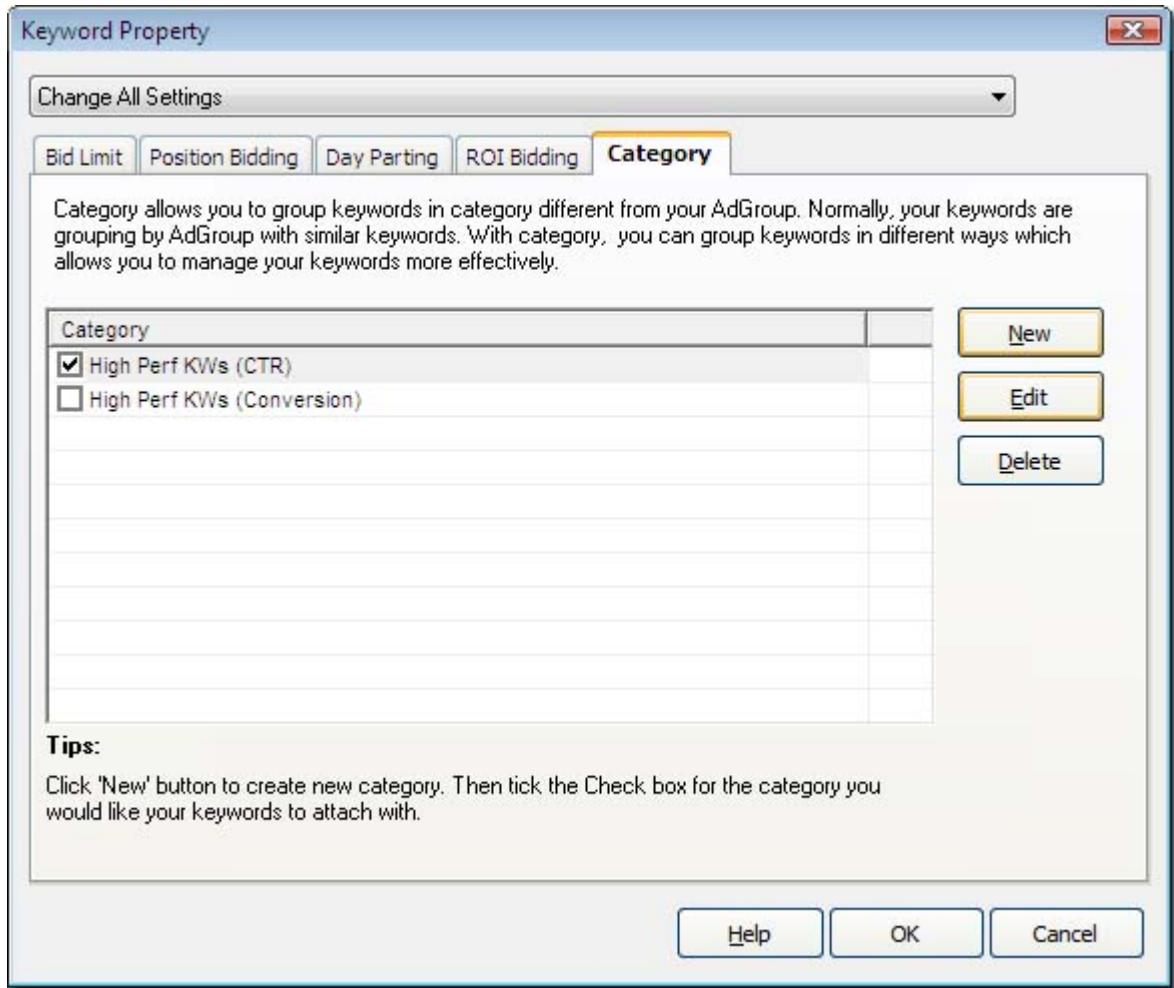 Keyword Property
Change All Settings
Bid Limit
Position Bidding
Day Parting
ROI Bidding
Category
Category allows you to group keywords in category different from your AdGroup. Normally, your keywords are
grouping by AdGroup with similar keywords. With category,  you can group keywords in different ways which
allows you to manage your keywords more effectively.
Category
High Perf KWs (CTR)
High Perf KWs (Conversion)
New
Edit
Delete
Tips:
Click 'New' button to create new category. Then tick the Check box for the category you
would like your keywords to attach with.
Help
OK
Cancel